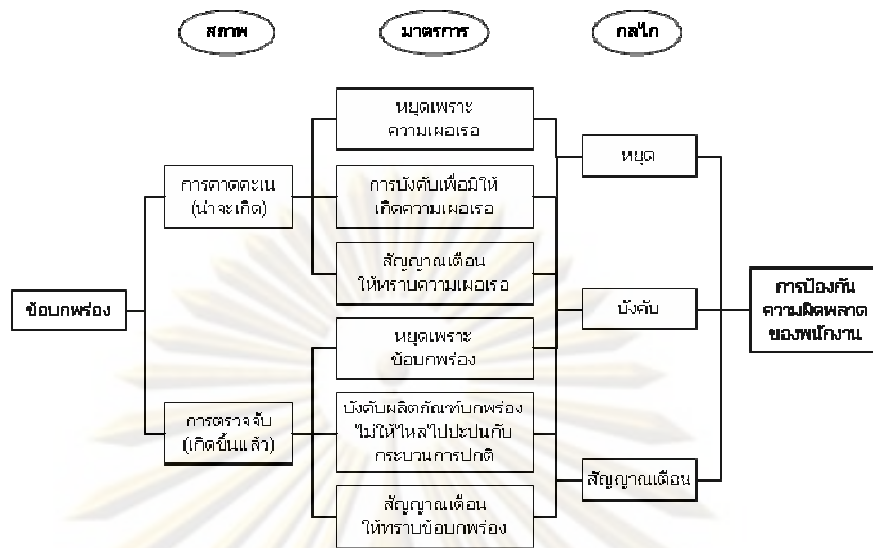 สภาพ
มาตรการ
กลไก
หยุดเพราะ
ความเผอเรอ
หยุด
การคาดคะเน
(น่าจะเกิด)
การบังคับเพื่อมิให้
เกิดความเผอเรอ
สัญญาณเตือน
ให้ทราบความเผอเรอ
ข้อบกพร่อง
บังคับ
การป้องกัน
ความผิดพลาด
ของพนักงาน
หยุดเพราะ
ข้อบกพร่อง
การตรวจจับ
(เกิดขึ้นแล้ว)
บังคับผลิตภัณฑ์บกพร่อง
ไม่ให้ไหลไปปะปนกับ
กระบวนการปกติ
สัญญาณเตือน
สัญญาณเตือน
ให้ทราบข้อบกพร่อง